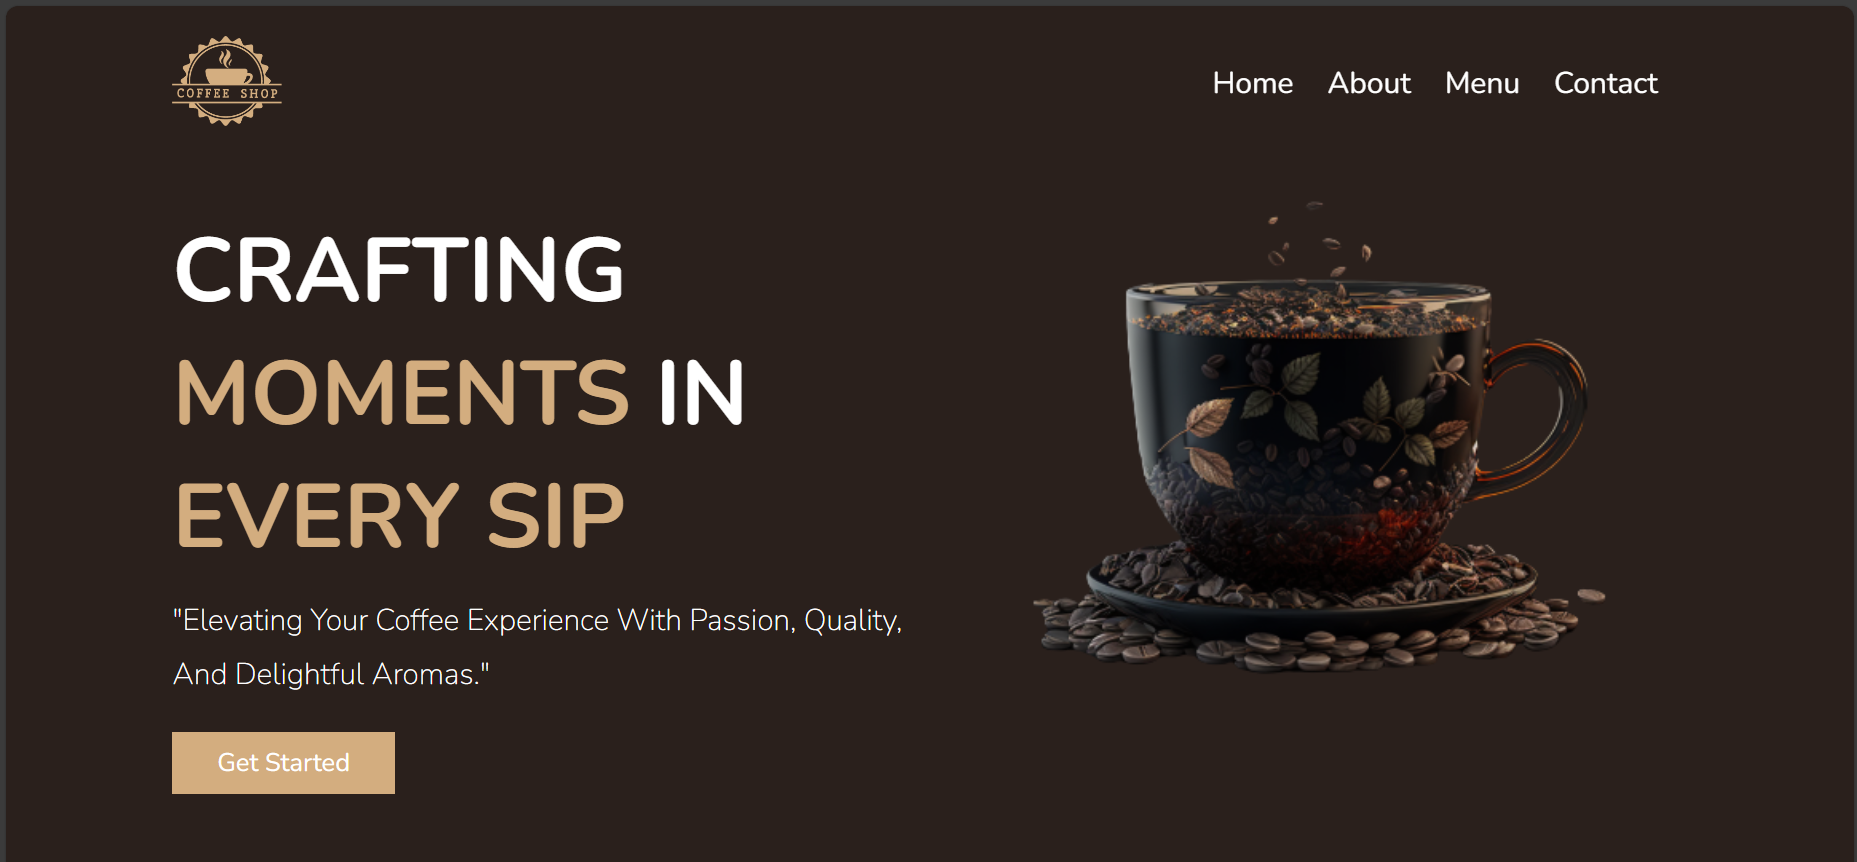 COFFEE SHOP
Home About Menu Contact
CRAFTING
MOMENTS IN
EVERY SIP
"Elevating Your Coffee Experience With Passion, Quality,
And Delightful Aromas."
Get Started